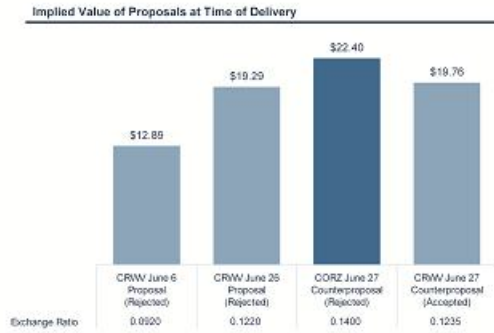 Implied Value of Proposals at Time of Delivery
$22.40
$19.29
$19.76
$12.89
CRWV June 6 Proposal (Rejected)
CRWV June 26 Proposal (Rejected)
CORZ June 27 Counterproposal (Rejected)
CRWV June 27 Counterproposal (Accepted)
Exchange Ratio 0.0920 0.1220 0.1400 0.1235